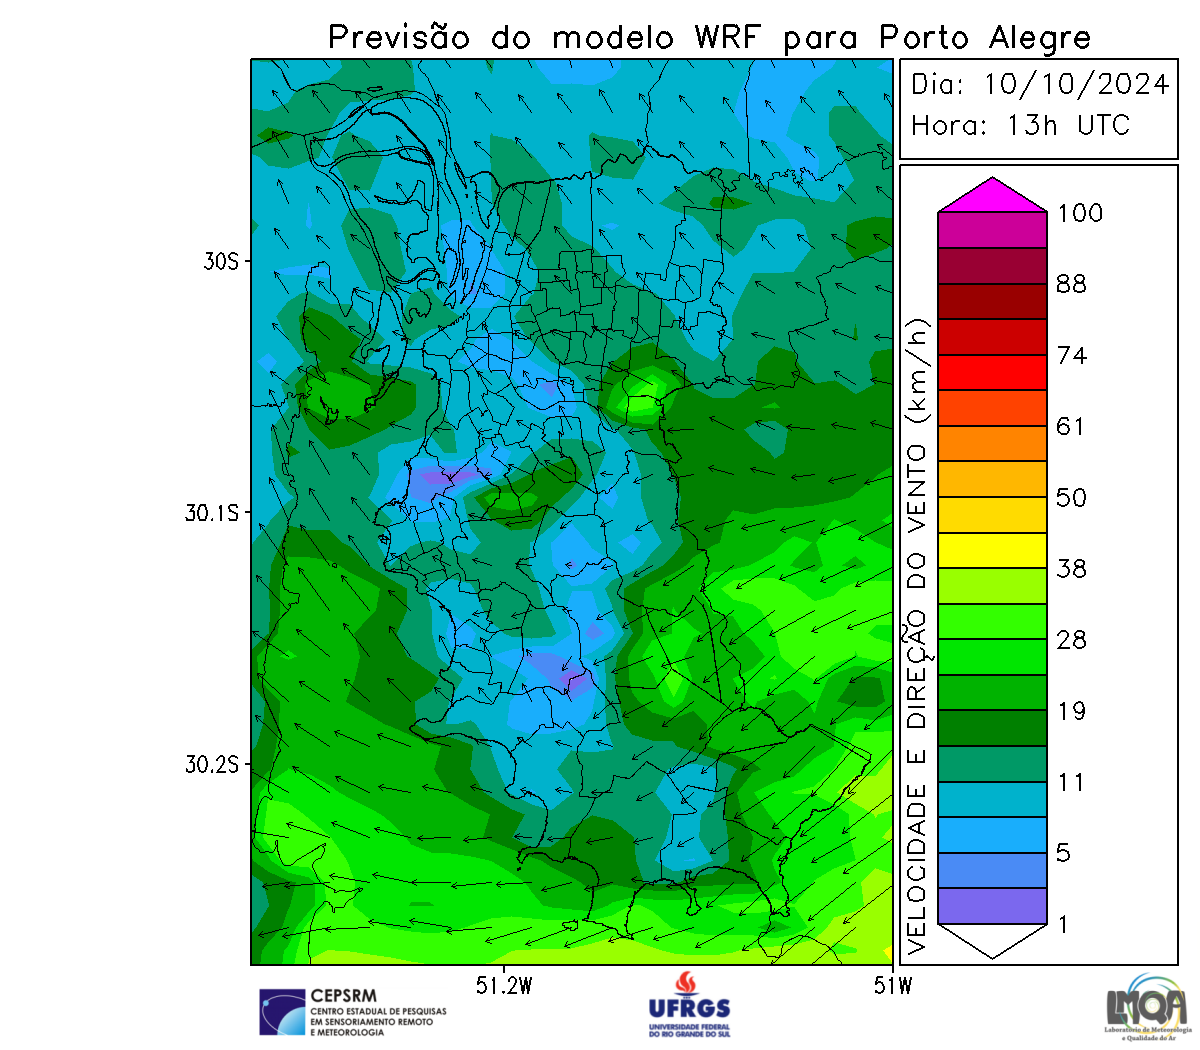 Previsão do modelo WRF para Porto Alegre
Dia: 10/10/2024
Hora: 13h UTC
30S
30.1S
30.2S
51.2W
51W
VELOCIDADE E DIREÇÃO DO VENTO (km/h)
100
88
74
61
50
38
28
19
11
5
1
CEPSRM
CENTRO ESTADUAL DE PESQUISAS
EM SENSORIAMENTO REMOTO
E METEOROLOGIA
UFRGS
UNIVERSIDADE FEDERAL
DO RIO GRANDE DO SUL
LMQA
Laboratório de Meteorologia
e Qualidade do Ar